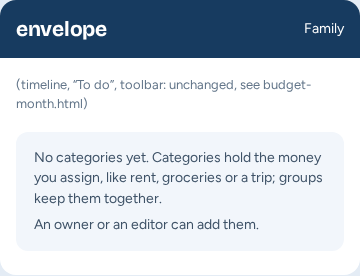 envelope
Family
(timeline, “To do”, toolbar: unchanged, see budget-
month.html)
No categories yet. Categories hold the money
you assign, like rent, groceries or a trip; groups
keep them together.
An owner or an editor can add them.